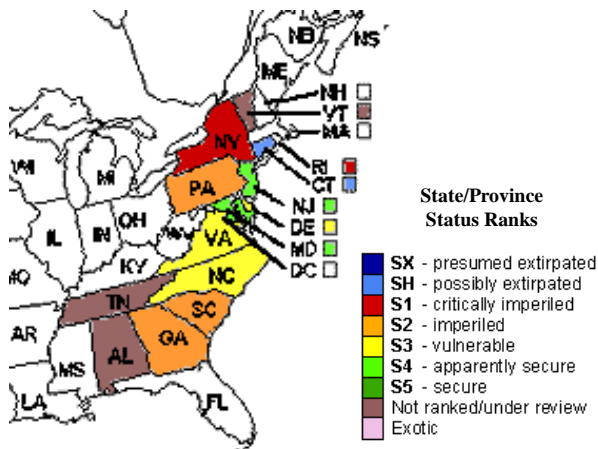 NB
NS
ME
NH
VT
MA
NY
RI
CT
WI
MI
PA
NJ
DE
MD
DC
OH
IL
IN
WV
VA
KY
NC
TN
AR
SC
MS
AL
GA
LA
FL
State/Province
Status Ranks
SX - presumed extirpated
SH - possibly extirpated
S1 - critically imperiled
S2 - imperiled
S3 - vulnerable
S4 - apparently secure
S5 - secure
Not ranked/under review
Exotic